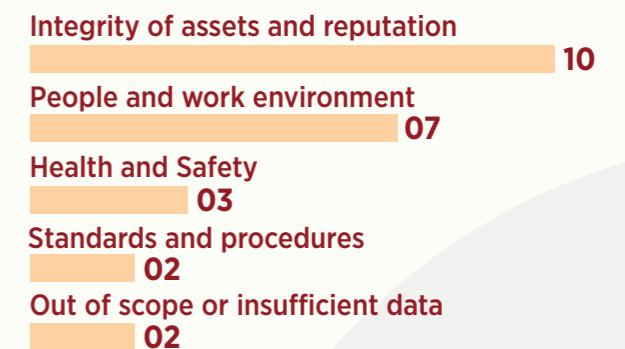 Integrity of assets and reputation
10
People and work environment
07
Health and Safety
03
Standards and procedures
02
Out of scope or insufficient data
02